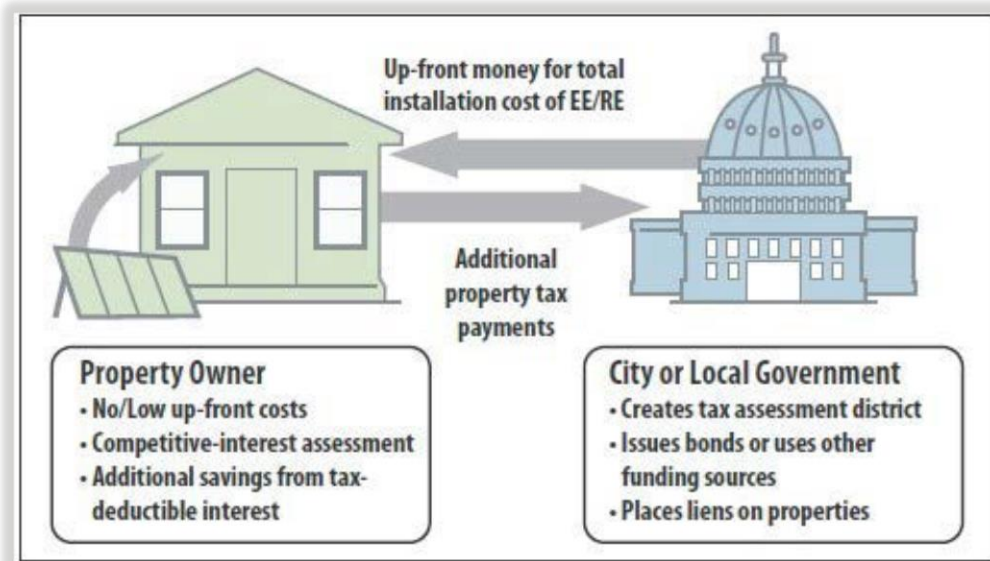 Up-front money for total
installation cost of EE/RE
Additional
property tax
payments
Property Owner
• No/Low up-front costs
• Competitive-interest assessment
• Additional savings from tax-
deductible interest
City or Local Government
• Creates tax assessment district
• Issues bonds or uses other
funding sources
• Places liens on properties